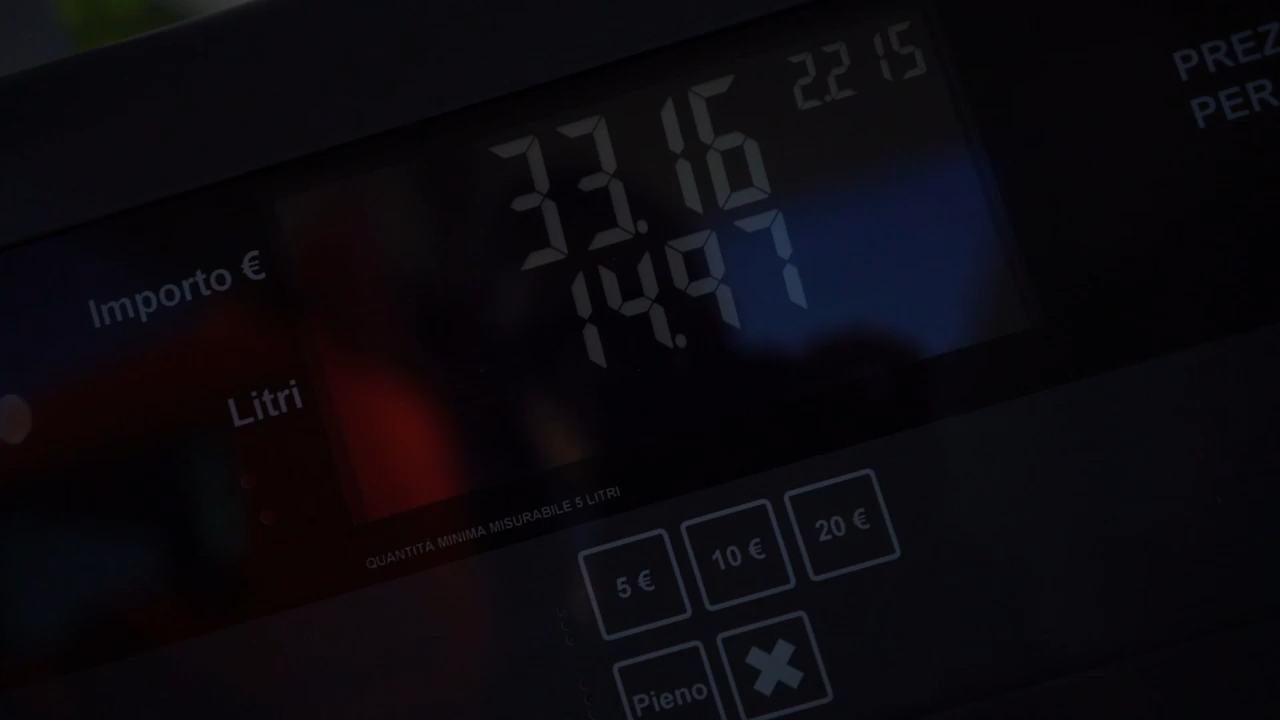 2.215
33.16
14.97
Importo €
Litri
PREZ
PER
QUANTITÀ MINIMA MISURABILE 5 LITRI
5 € 10 € 20 €
Pieno